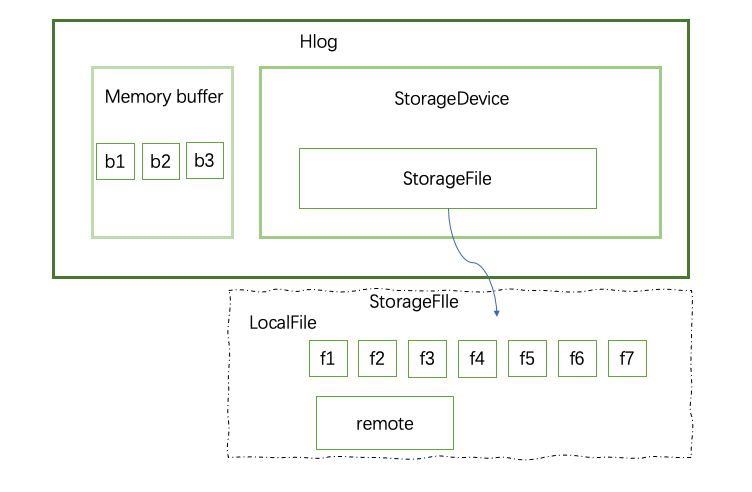 Hlog
Memory buffer
StorageDevice
b1 b2 b3
StorageFile
StorageFIle
LocalFile
f1 f2 f3 f4 f5 f6 f7
remote